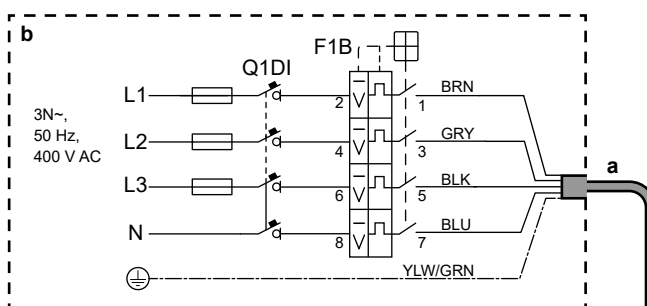 b
F1B
Q1DI
L1 2 1 BRN
3N~,
50 Hz,
400 V AC
L2 4 3 GRY
L3 6 5 BLK
a
N 8 7 BLU
YLW/GRN